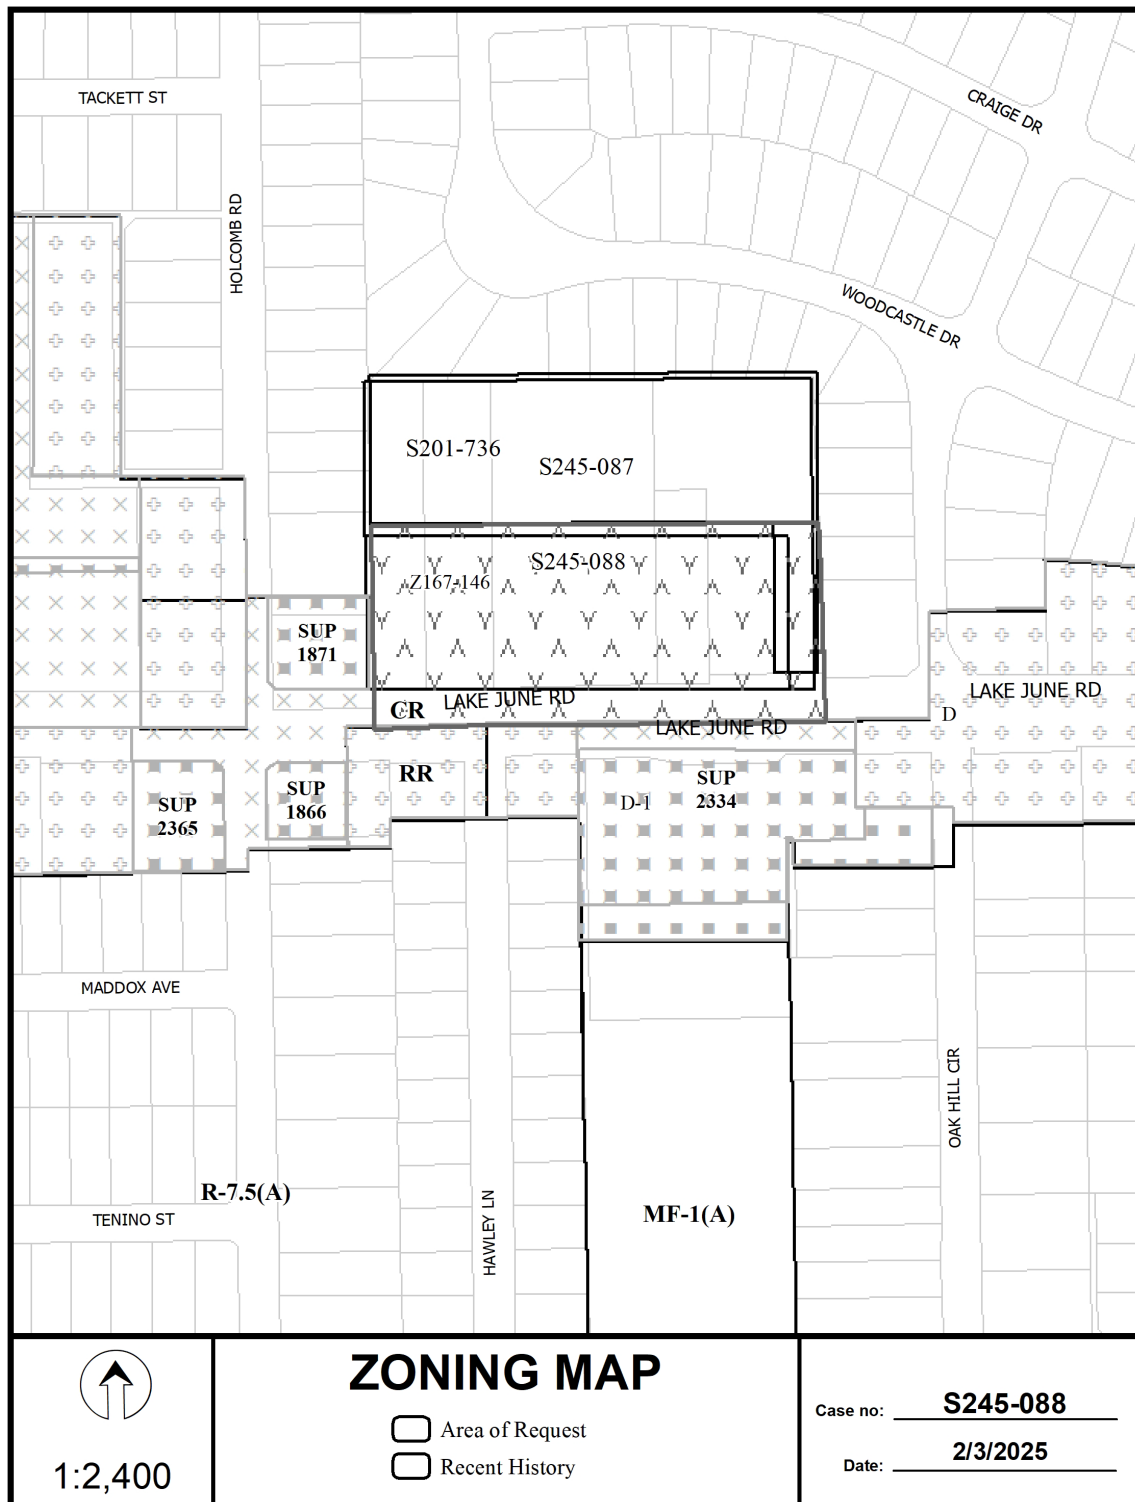 TACKETT ST
CRAIGE DR
HOLCOMB RD
WOODCASTLE DR
S201-736
S245-087
S245-088
Z167-146
SUP
1871
LAKE JUNE RD
LAKE JUNE RD
CR
LAKE JUNE RD
D
RR
SUP
2334
D-1
SUP
1866
SUP
2365
MADDOX AVE
OAK HILL CIR
R-7.5(A)
TENINO ST
HAWLEY LN
MF-1(A)
ZONING MAP
Area of Request
Recent History
1:2,400
Case no: S245-088
Date: 2/3/2025